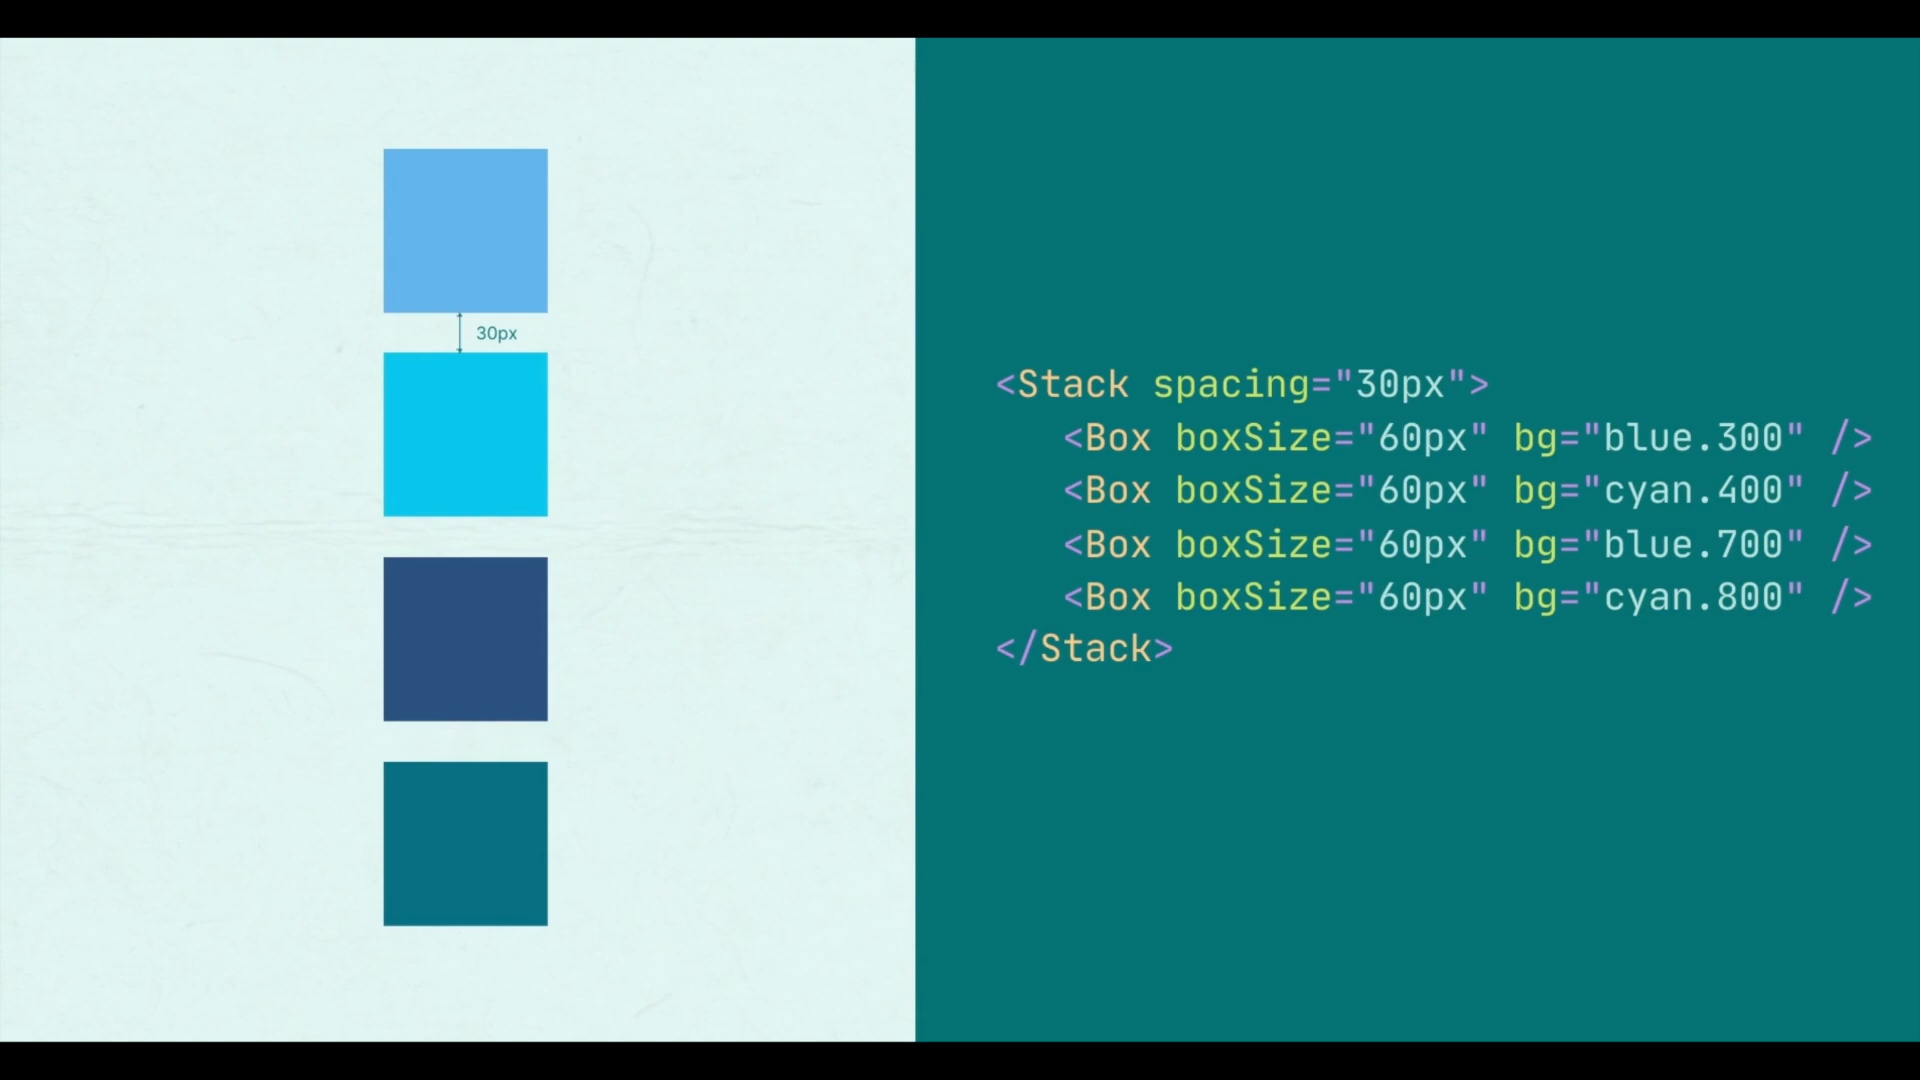 30px
<Stack spacing="30px">
<Box boxSize="60px" bg="blue.300" />
<Box boxSize="60px" bg="cyan.400" />
<Box boxSize="60px" bg="blue.700" />
<Box boxSize="60px" bg="cyan.800" />
</Stack>